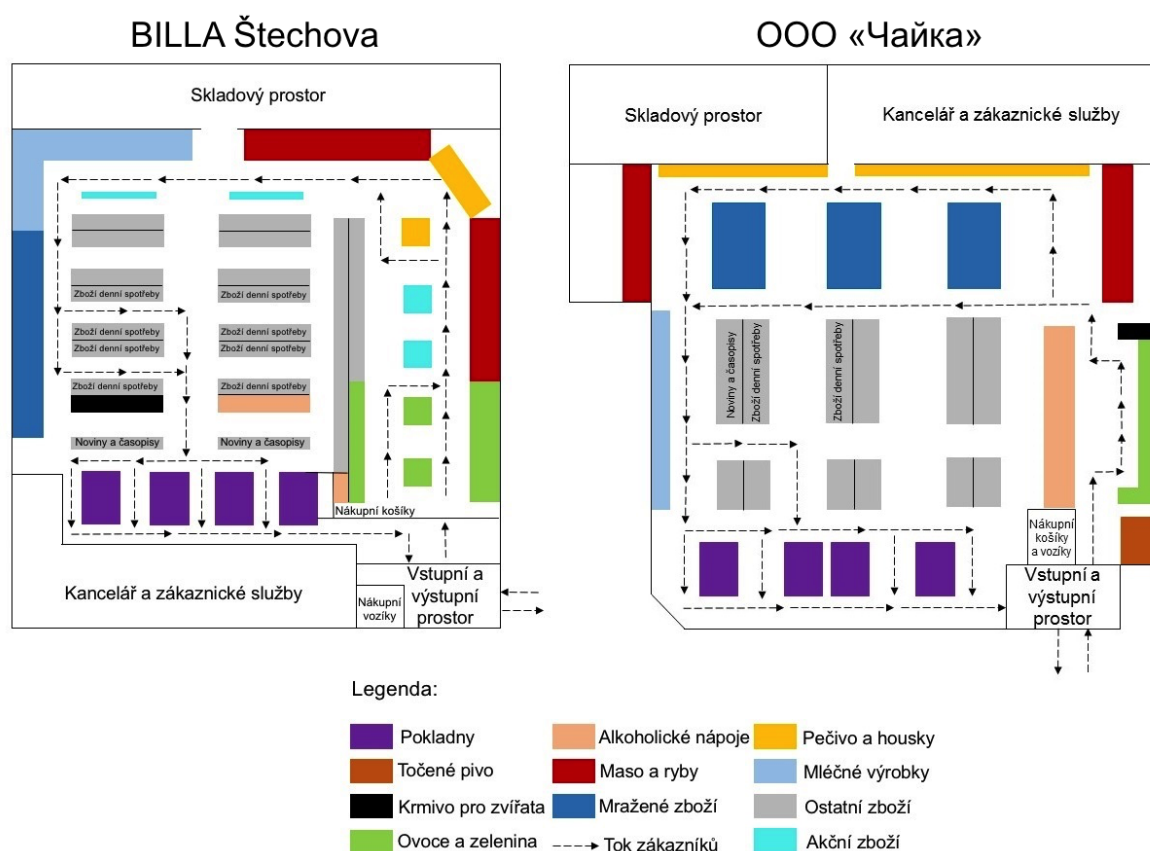 BILLA Štechova
ООО «Чайка»
Skladový prostor
Skladový prostor
Kancelář a zákaznické služby
Zboží denní spotřeby
Zboží denní spotřeby
Zboží denní spotřeby
Zboží denní spotřeby
Zboží denní spotřeby
Zboží denní spotřeby
Zboží denní spotřeby
Zboží denní spotřeby
Noviny a časopisy
Noviny a časopisy
Nákupní košíky
Kancelář a zákaznické služby
Nákupní
vozíky
Vstupní a
výstupní
prostor
Noviny a časopisy
Zboží denní spotřeby
Zboží denní spotřeby
Nákupní
košíky
a vozíky
Vstupní a
výstupní
prostor
Legenda:
Pokladny
Alkoholické nápoje
Pečivo a housky
Točené pivo
Maso a ryby
Mléčné výrobky
Krmivo pro zvířata
Mražené zboží
Ostatní zboží
Ovoce a zelenina
Tok zákazníků
Akční zboží